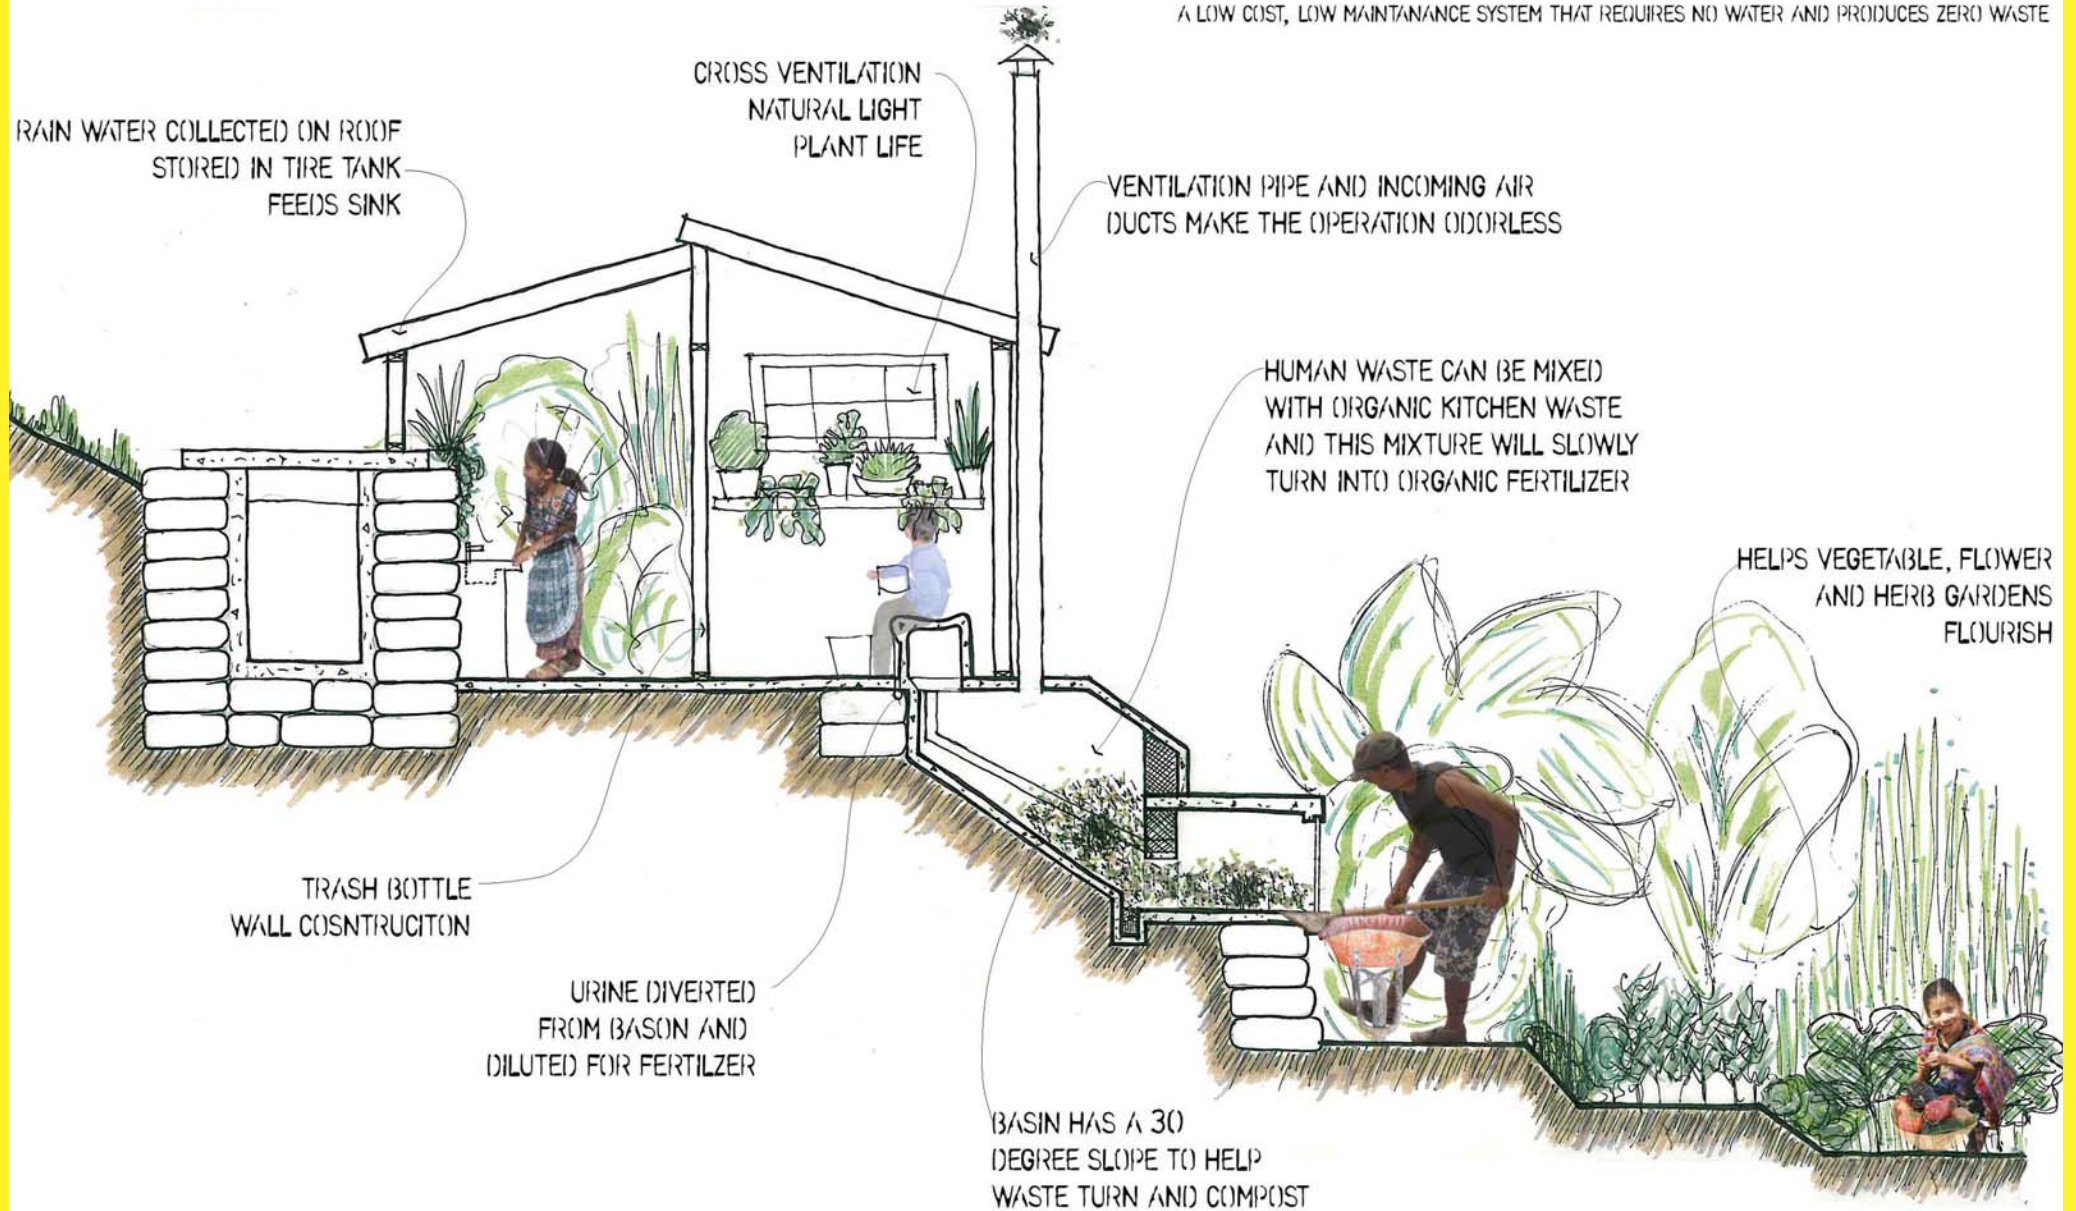 A LOW COST, LOW MAINTANANCE SYSTEM THAT REQUIRES NO WATER AND PRODUCES ZERO WASTE
CROSS VENTILATION
NATURAL LIGHT
PLANT LIFE
RAIN WATER COLLECTED ON ROOF
STORED IN TIRE TANK
FEEDS SINK
VENTILATION PIPE AND INCOMING AIR
DUCTS MAKE THE OPERATION ODORLESS
HUMAN WASTE CAN BE MIXED
WITH ORGANIC KITCHEN WASTE
AND THIS MIXTURE WILL SLOWLY
TURN INTO ORGANIC FERTILIZER
HELPS VEGETABLE, FLOWER
AND HERB GARDENS
FLOURISH
TRASH BOTTLE
WALL COSNTRUCITON
URINE DIVERTED
FROM BASON AND
DILUTED FOR FERTILZER
BASIN HAS A 30
DEGREE SLOPE TO HELP
WASTE TURN AND COMPOST